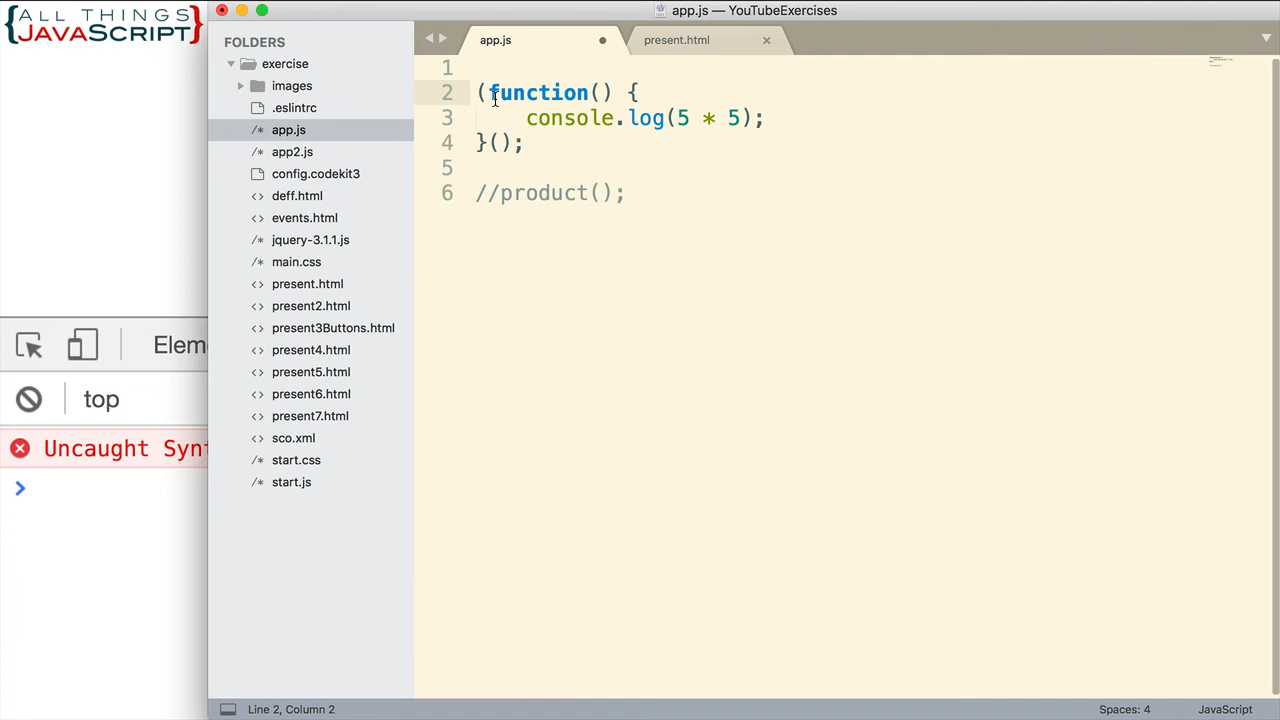 {ALL THINGS
JAVASCRIPT}
app.js — YouTubeExercises
FOLDERS
exercise
images
.eslintrc
/* app.js
/* app2.js
config.codekit3
<> deff.html
<> events.html
/* jquery-3.1.1.js
/* main.css
<> present.html
<> present2.html
<> present3Buttons.html
<> present4.html
<> present5.html
<> present6.html
<> present7.html
<> sco.xml
/* start.css
/* start.js
app.js
present.html
1
2 (function() {
3 console.log(5 * 5);
4 }();
5
6 //product();
Elem
top
Uncaught Synt
>
Line 2, Column 2
Spaces: 4
JavaScript